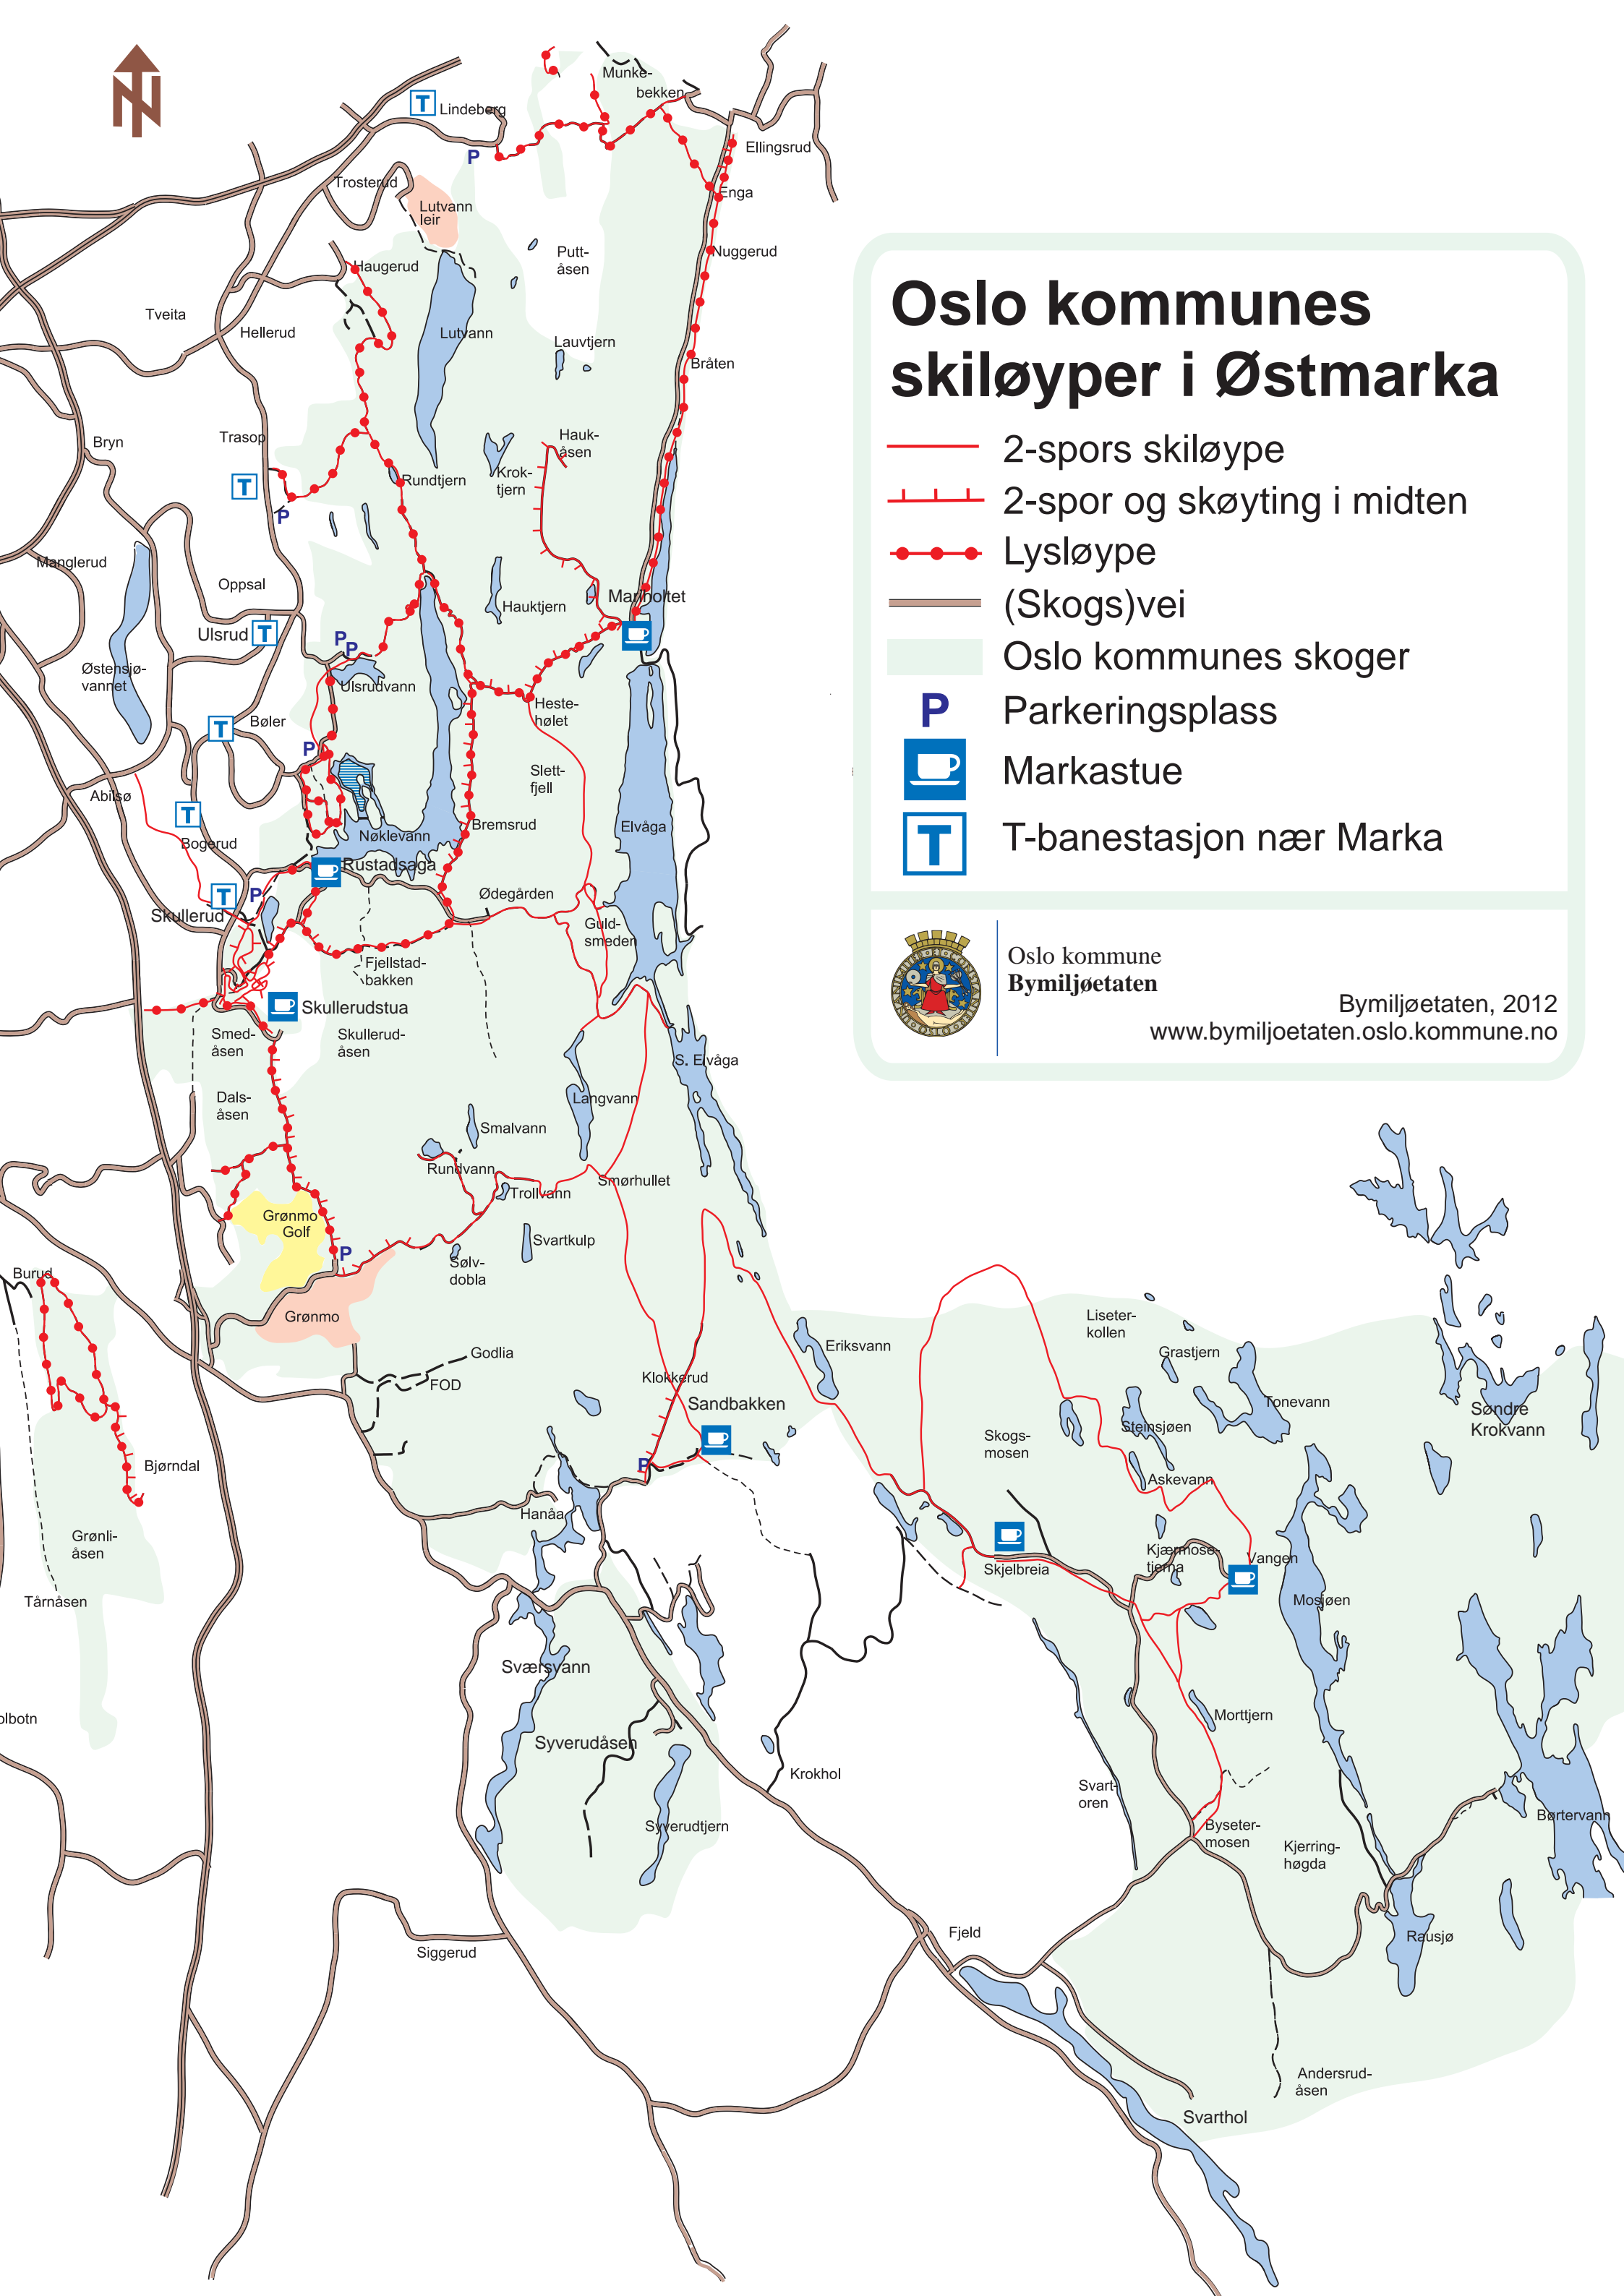 N
T
Lindeberg
Munke-
bekken
P
Ellingsrud
Trosterud
Lutvann
leir
Enga
Putt-
åsen
Nuggerud
Haugerud
Tveita
Hellerud
Lutvann
Lauvtjern
Bråten
Oslo kommunes
skiløyper i Østmarka
2-spors skiløype
2-spor og skøyting i midten
Lysløype
(Skogs)vei
Oslo kommunes skoger
P Parkeringsplass
Markastue
T T-banestasjon nær Marka
Oslo kommune
Bymiljøetaten
Bymiljøetaten, 2012
www.bymiljoetaten.oslo.kommune.no
Bryn
Trasop
Hauk-
åsen
T
Rundtjern
Krok-
tjern
P
Manglerud
Oppsal
Hauktjern
Mariholtet
Ulsrud T
P
P
Østensjø-
vannet
Ulsrudvann
Heste-
hølet
T
Bøler
P
Slett-
fjell
Abilsø
T
Bogerud
Nøklevann
Bremsrud
Elvåga
Rustadsaga
T
P
Ødegården
Skullerud
Guld-
smeden
Fjellstad-
bakken
Skullerudstua
Smed-
åsen
Skullerud-
åsen
S. Elvåga
Dals-
åsen
Langvann
Smalvann
Rundvann
Trollvann
Smørhullet
Grønmo
Golf
P
Svartkulp
Sølv-
dobla
Burud
Grønmo
Liseter-
kollen
Godlia
FOD
Eriksvann
Grastjern
Klokkerud
Sandbakken
Tonevann
Søndre
Krokvann
Steinsjøen
Skogs-
mosen
P
Bjørndal
Askevann
Hanåa
Grønli-
åsen
Kjærmose-
tjerna
Vangen
Skjelbreia
Tårnåsen
Mosjøen
Sværsvann
olbotn
Morttjern
Syverudåsen
Krokhol
Svart-
oren
Syverudtjern
Byseter-
mosen
Børtervann
Kjerring-
høgda
Siggerud
Fjeld
Rausjø
Andersrud-
åsen
Svarthol